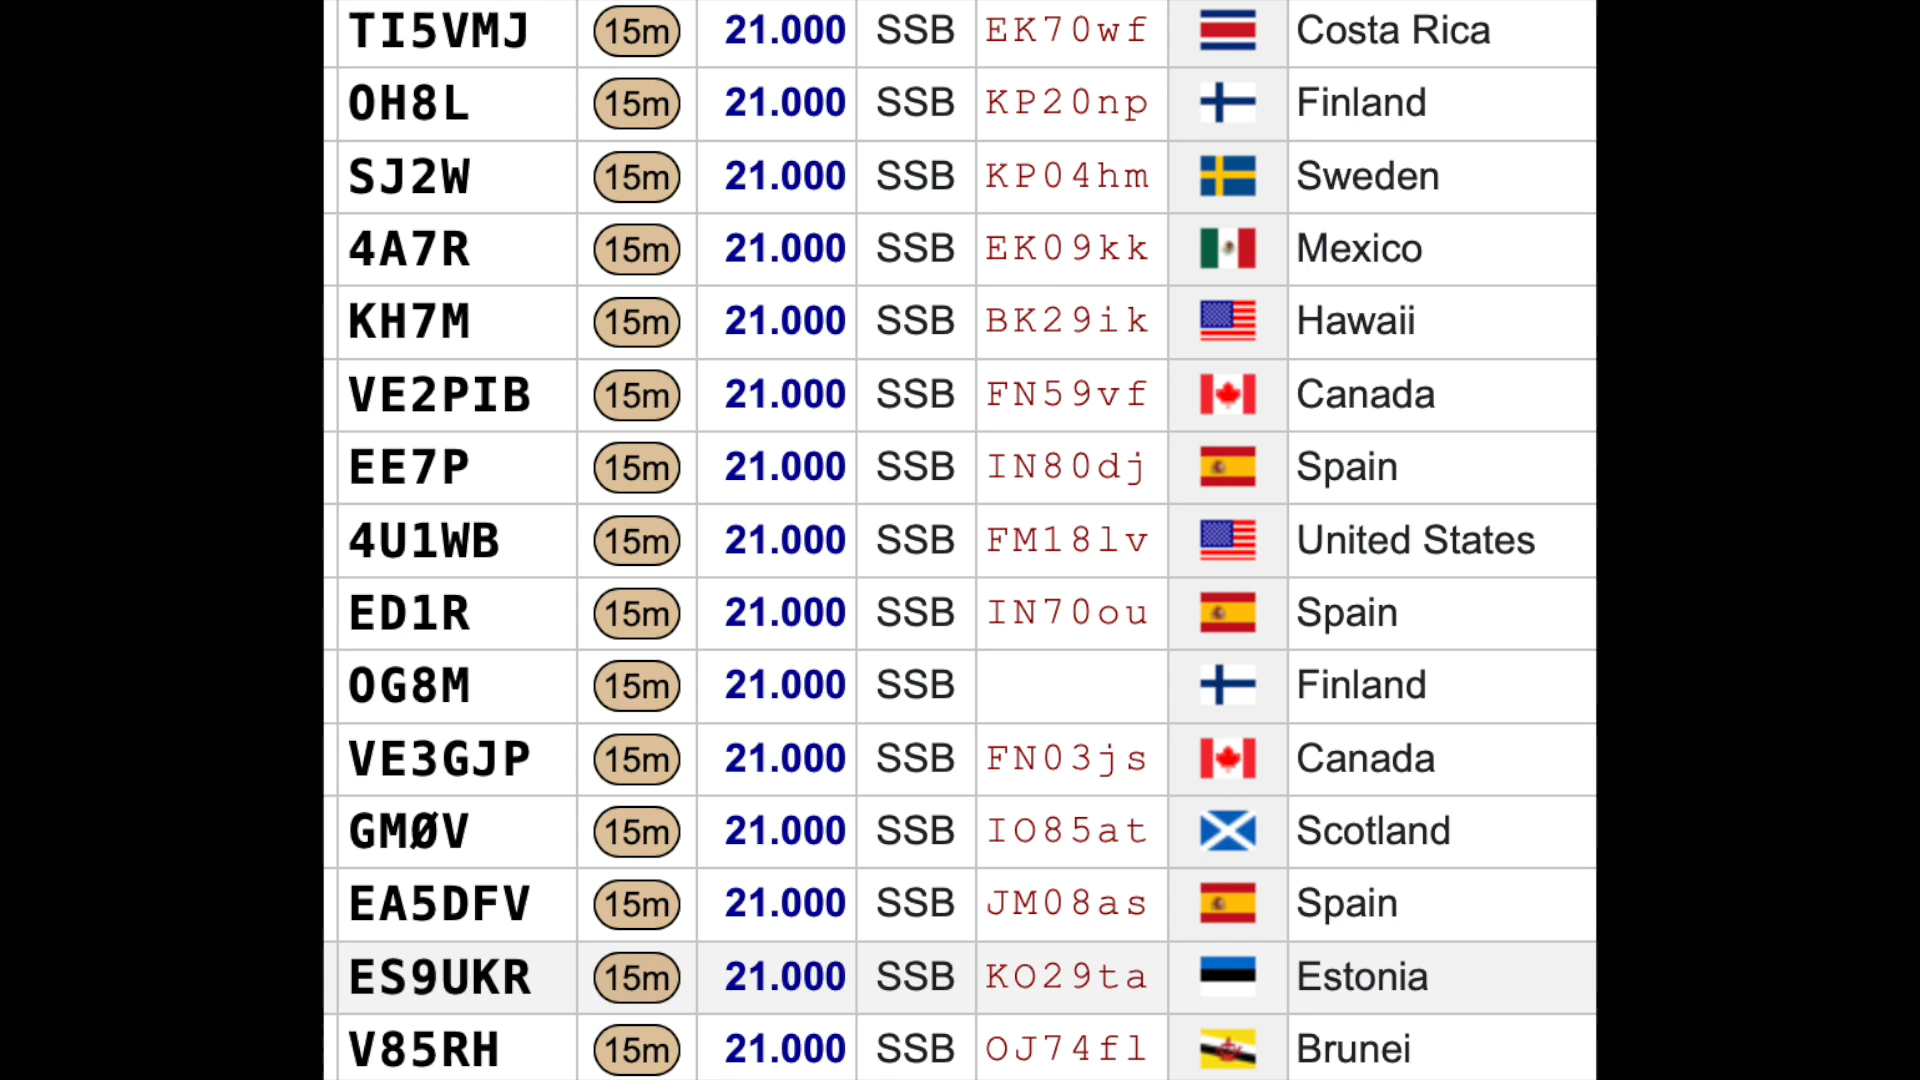 TI5VMJ 15m 21.000 SSB EK70wf Costa Rica
OH8L 15m 21.000 SSB KP20np Finland
SJ2W 15m 21.000 SSB KP04hm Sweden
4A7R 15m 21.000 SSB EK09kk Mexico
KH7M 15m 21.000 SSB BK29ik Hawaii
VE2PIB 15m 21.000 SSB FN59vf Canada
EE7P 15m 21.000 SSB IN80dj Spain
4U1WB 15m 21.000 SSB FM18lv United States
ED1R 15m 21.000 SSB IN70ou Spain
OG8M 15m 21.000 SSB Finland
VE3GJP 15m 21.000 SSB FN03js Canada
GMØV 15m 21.000 SSB IO85at Scotland
EA5DFV 15m 21.000 SSB JM08as Spain
ES9UKR 15m 21.000 SSB KO29ta Estonia
V85RH 15m 21.000 SSB OJ74fl Brunei